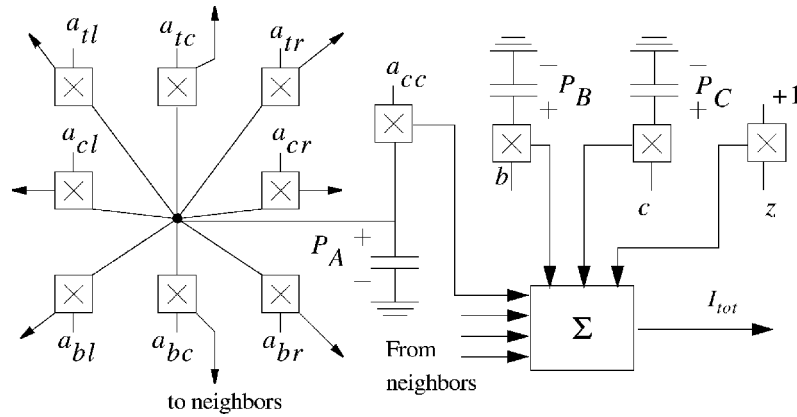 a_tl a_tc a_tr
a_cc
− P_B +
− P_C +
+1
a_cl a_cr
b
c
z
P_A + −
I_tot
Σ
From
neighbors
a_bl a_bc a_br
to neighbors